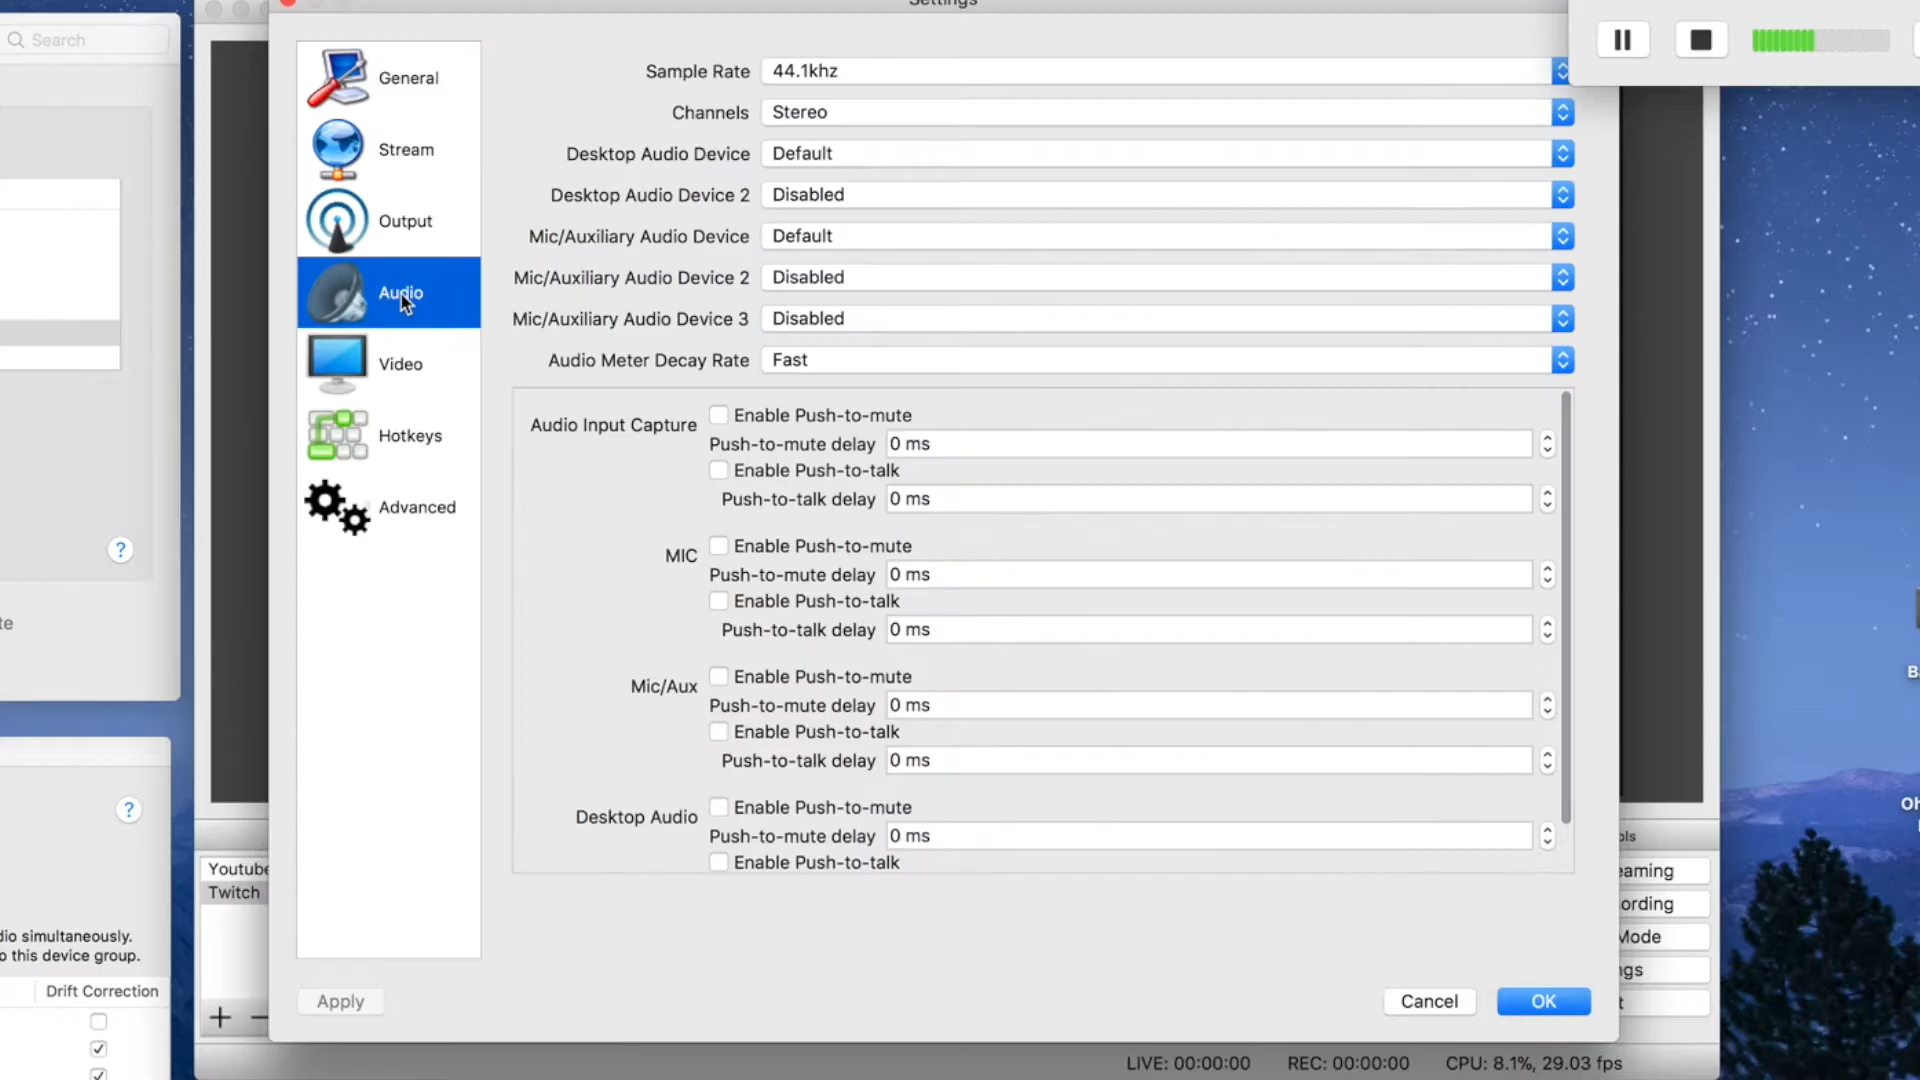 Settings
Search
General
Stream
Output
Audio
Video
Hotkeys
Advanced
Sample Rate 44.1khz
Channels Stereo
Desktop Audio Device Default
Desktop Audio Device 2 Disabled
Mic/Auxiliary Audio Device Default
Mic/Auxiliary Audio Device 2 Disabled
Mic/Auxiliary Audio Device 3 Disabled
Audio Meter Decay Rate Fast
Audio Input Capture Enable Push-to-mute
Push-to-mute delay 0 ms
Enable Push-to-talk
Push-to-talk delay 0 ms
MIC Enable Push-to-mute
Push-to-mute delay 0 ms
Enable Push-to-talk
Push-to-talk delay 0 ms
Mic/Aux Enable Push-to-mute
Push-to-mute delay 0 ms
Enable Push-to-talk
Push-to-talk delay 0 ms
Desktop Audio Enable Push-to-mute
Push-to-mute delay 0 ms
Enable Push-to-talk
Apply
Cancel
OK
?
te
?
dio simultaneously.
o this device group.
Drift Correction
Youtube
Twitch
ols
eaming
ording
Mode
ngs
t
LIVE: 00:00:00 REC: 00:00:00 CPU: 8.1%, 29.03 fps